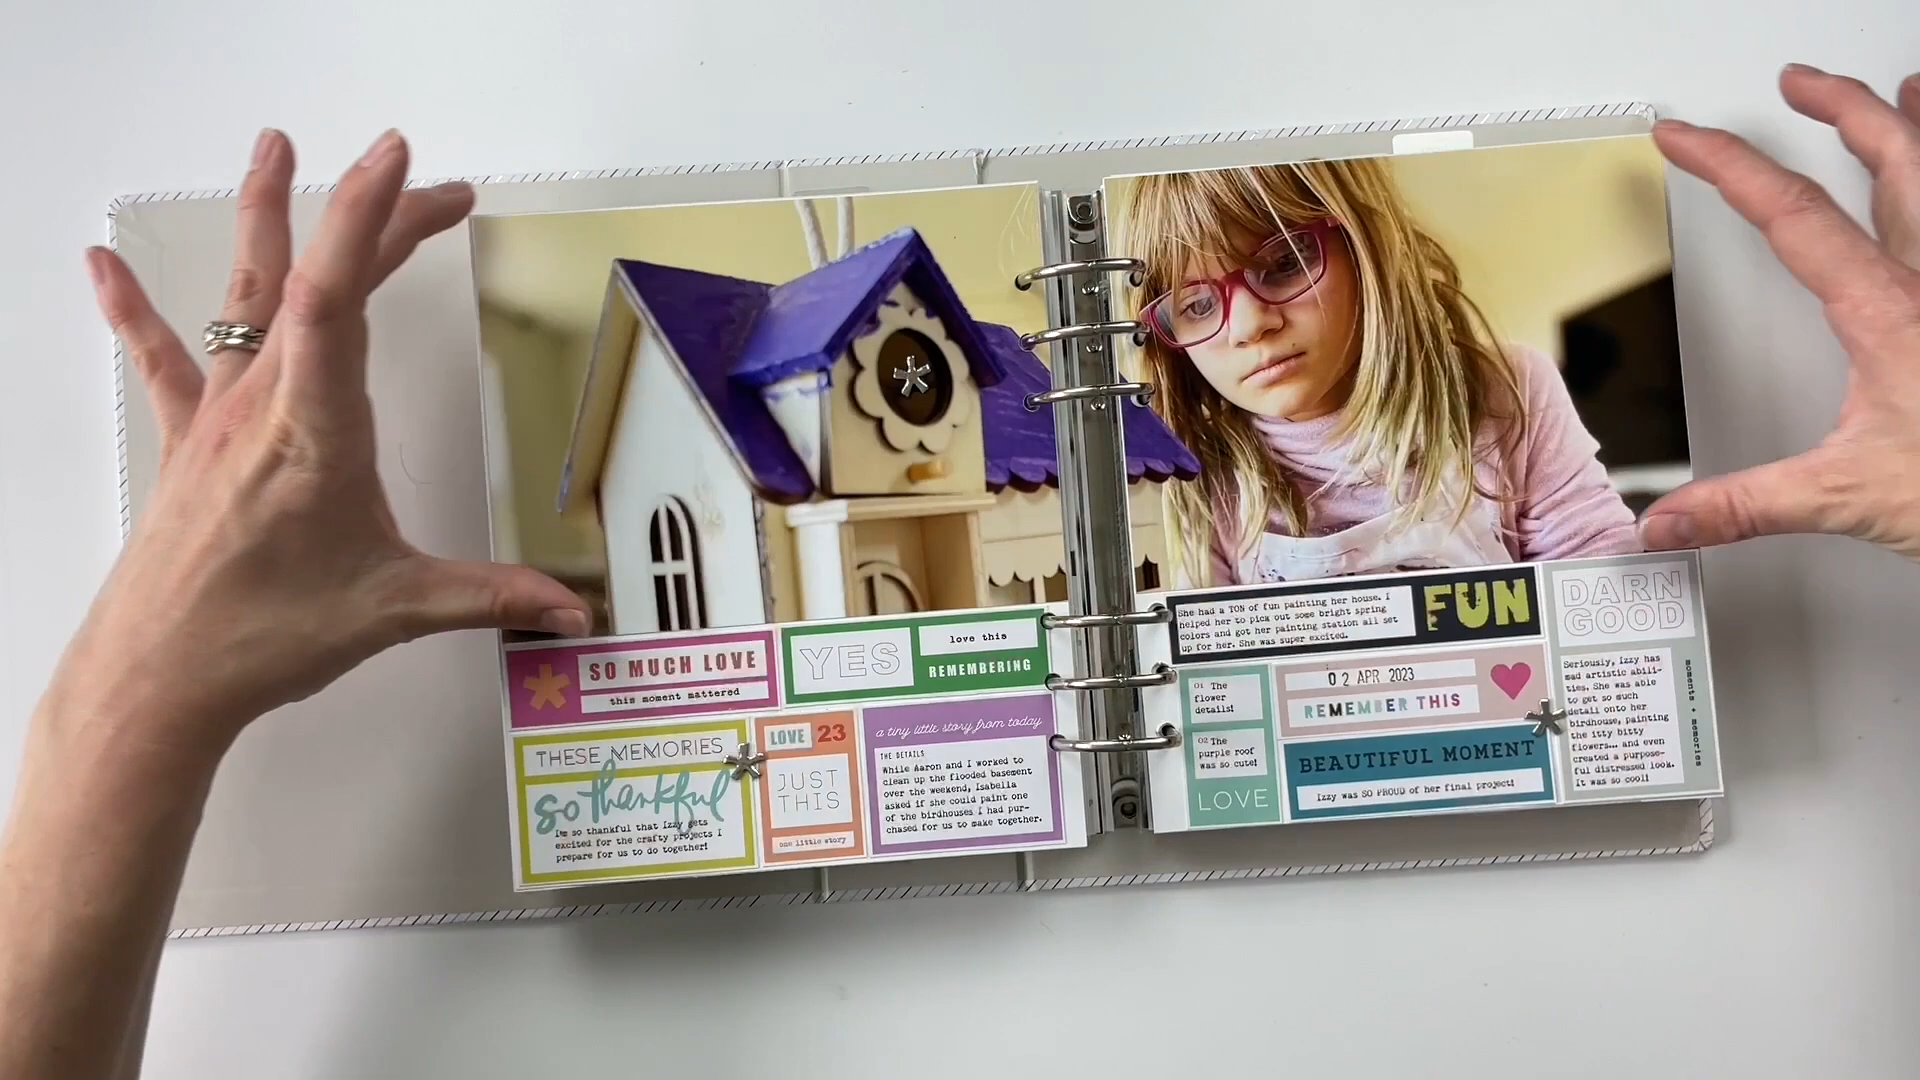 SO MUCH LOVE
this moment mattered
YES
love this
REMEMBERING
THESE MEMORIES
so thankful
I'm so thankful that Izzy gets
excited for the crafty projects I
prepare for us to do together!
LOVE 23
JUST
THIS
one little story
a tiny little story from today
THE DETAILS
While Aaron and I worked to
clean up the flooded basement
over the weekend, Isabella
asked if she could paint one
of the birdhouses I had pur-
chased for us to make together.
She had a TON of fun painting her house. I
helped her to pick out some bright spring
colors and got her painting station all set
up for her. She was super excited.
FUN
01 The
flower
details!
02 The
purple roof
was so cute!
LOVE
02 APR 2023
REMEMBER THIS
BEAUTIFUL MOMENT
Izzy was SO PROUD of her final project!
DARN
GOOD
Seriously, Izzy has
mad artistic abili-
ties. She was able
to get so much
detail onto her
birdhouse, painting
the itty bitty
flowers... and even
created a purpose-
ful distressed look.
It was so cool!
moments + memories